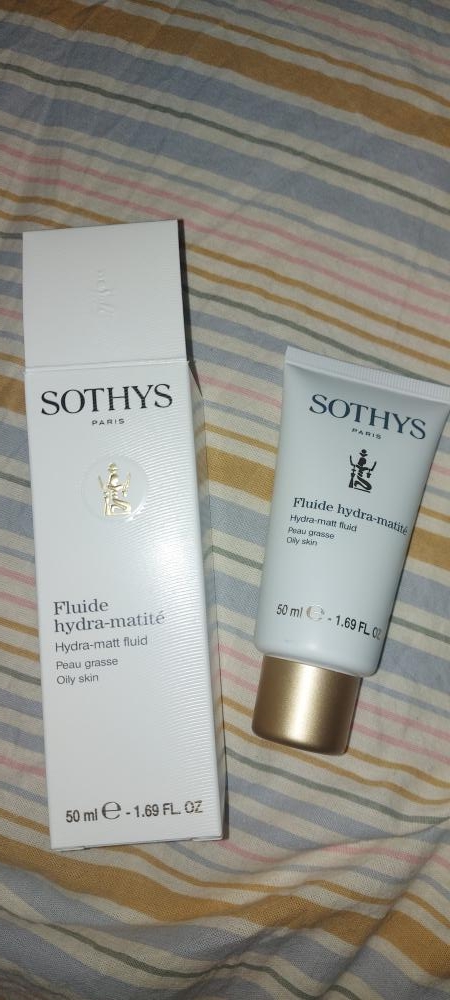 SOTHYS
PARIS
Fluide
hydra-matité
Hydra-matt fluid
Peau grasse
Oily skin
50 ml ℮ - 1.69 FL. OZ
SOTHYS
PARIS
Fluide hydra-matité
Hydra-matt fluid
Peau grasse
Oily skin
50 ml ℮ - 1.69 FL. OZ